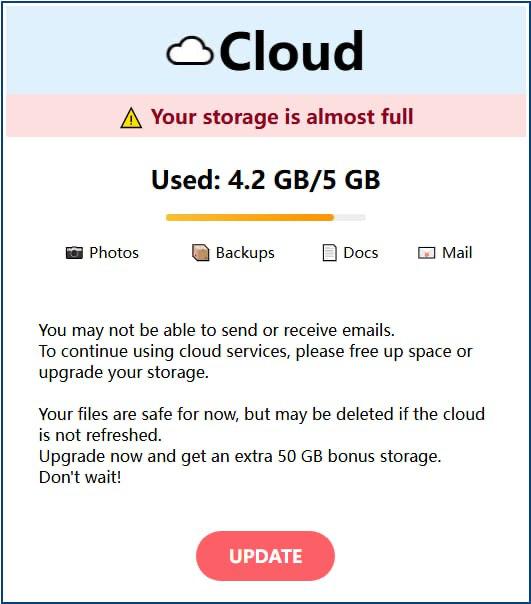 Cloud
Your storage is almost full
Used: 4.2 GB/5 GB
Photos Backups Docs Mail
You may not be able to send or receive emails.
To continue using cloud services, please free up space or
upgrade your storage.
Your files are safe for now, but may be deleted if the cloud
is not refreshed.
Upgrade now and get an extra 50 GB bonus storage.
Don't wait!
UPDATE